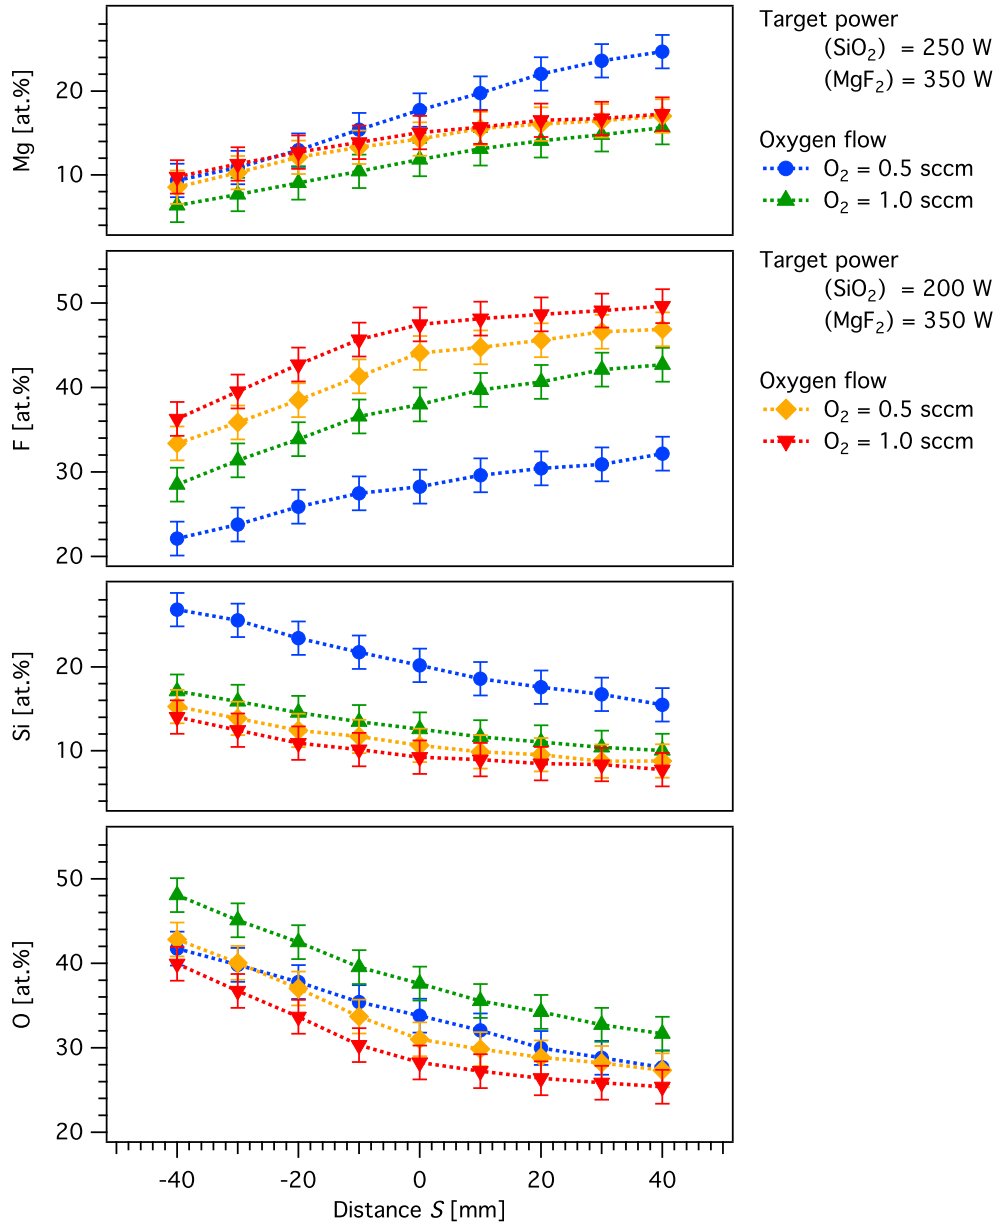 Mg [at.%]
20
10
F [at.%]
50
40
30
20
Si [at.%]
20
10
O [at.%]
50
40
30
20
-40 -20 0 20 40
Distance S [mm]
Target power
(SiO₂) = 250 W
(MgF₂) = 350 W
Oxygen flow
O₂ = 0.5 sccm
O₂ = 1.0 sccm
Target power
(SiO₂) = 200 W
(MgF₂) = 350 W
Oxygen flow
O₂ = 0.5 sccm
O₂ = 1.0 sccm